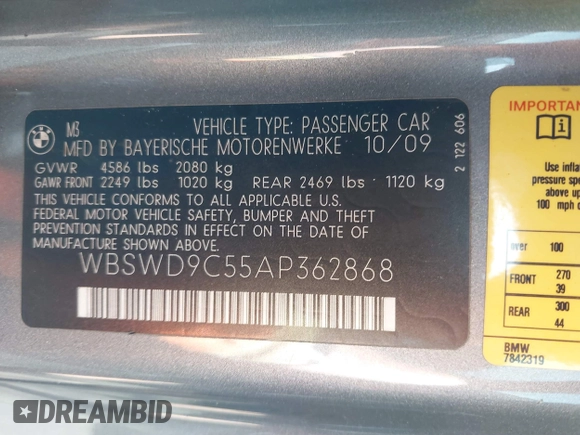 M3
VEHICLE TYPE: PASSENGER CAR
MFD BY BAYERISCHE MOTORENWERKE 10/09
GVWR 4586 lbs 2080 kg
GAWR FRONT 2249 lbs 1020 kg REAR 2469 lbs 1120 kg
THIS VEHICLE CONFORMS TO ALL APPLICABLE U.S.
FEDERAL MOTOR VEHICLE SAFETY, BUMPER AND THEFT
PREVENTION STANDARDS IN EFFECT ON THE DATE OF
MANUFACTURE SHOWN ABOVE.
WBSWD9C55AP362868
2 122 606
IMPORTAN
Use infla
pressure spe
above up
100 mph c
over 100
FRONT 270
39
REAR 300
44
BMW
7842319
DREAMBID